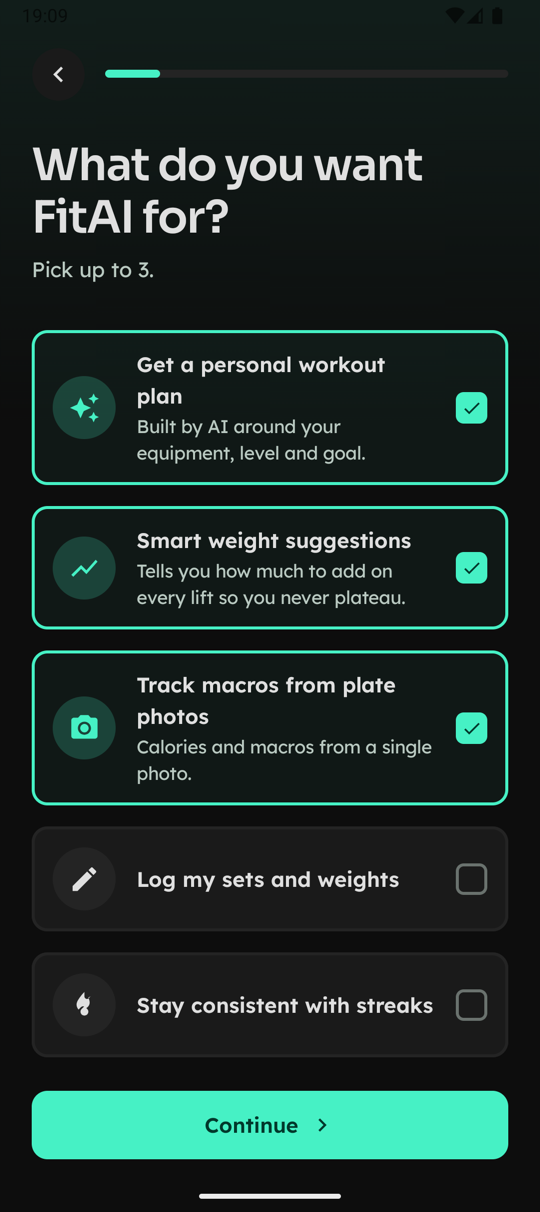 19:09
What do you want
FitAI for?
Pick up to 3.
Get a personal workout
plan
Built by AI around your
equipment, level and goal.
Smart weight suggestions
Tells you how much to add on
every lift so you never plateau.
Track macros from plate
photos
Calories and macros from a single
photo.
Log my sets and weights
Stay consistent with streaks
Continue